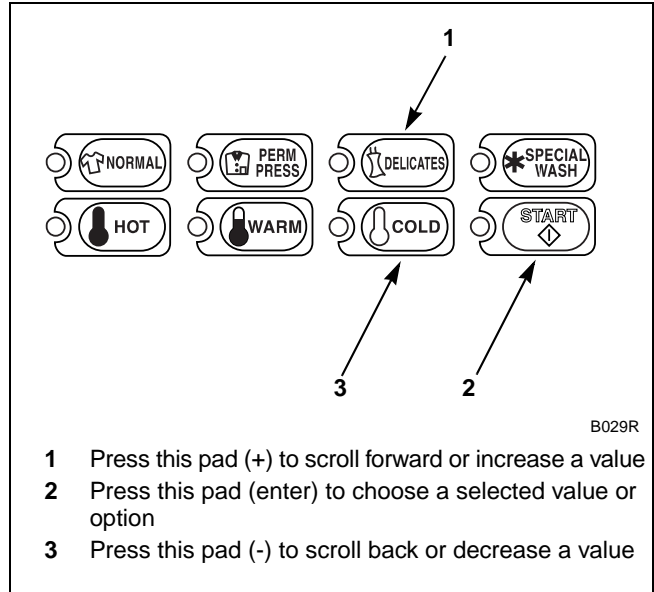 1
NORMAL
PERM
PRESS
DELICATES
SPECIAL
WASH
HOT
WARM
COLD
START
3
2
B029R
1 Press this pad (+) to scroll forward or increase a value
2 Press this pad (enter) to choose a selected value or
option
3 Press this pad (-) to scroll back or decrease a value